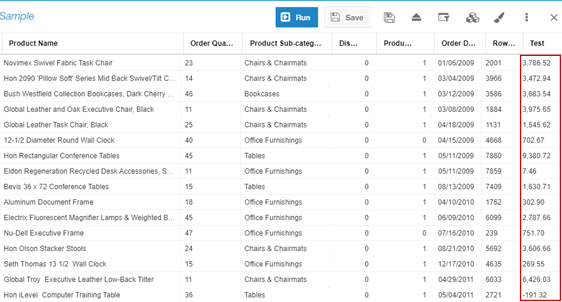 Sample
Run Save
Product Name Order Qua... Product Sub-categ... Dis... Produ... Order D... Row... Test
Novimex Swivel Fabric Task Chair 23 Chairs & Chairmats 0 1 01/06/2009 2001 3,786.52
Hon 2090 'Pillow Soft' Series Mid Back Swivel/Tilt C... 14 Chairs & Chairmats 0 1 03/04/2009 3966 3,472.94
Bush Westfield Collection Bookcases, Dark Cherry ... 46 Bookcases 0 1 03/12/2009 3586 3,683.54
Global Leather and Oak Executive Chair, Black 11 Chairs & Chairmats 0 1 03/08/2009 1884 3,975.65
Global Leather Task Chair, Black 25 Chairs & Chairmats 0 1 04/18/2009 1131 1,545.62
12-1/2 Diameter Round Wall Clock 40 Office Furnishings 0 0 04/15/2009 4668 702.67
Hon Rectangular Conference Tables 45 Tables 0 1 05/11/2009 7860 9,380.72
Eldon Regeneration Recycled Desk Accessories, S... 11 Office Furnishings 0 1 05/11/2009 7859 7.46
Bevis 36 x 72 Conference Tables 15 Tables 0 1 08/13/2009 7409 1,630.71
Aluminum Document Frame 18 Office Furnishings 0 1 04/10/2010 1762 302.90
Electrix Fluorescent Magnifier Lamps & Weighted B... 45 Office Furnishings 0 1 06/09/2010 6099 2,787.66
Nu-Dell Executive Frame 47 Office Furnishings 0 0 07/16/2010 239 751.70
Hon Olson Stacker Stools 24 Chairs & Chairmats 0 1 08/21/2010 5692 3,606.66
Seth Thomas 13 1/2 Wall Clock 15 Office Furnishings 0 1 12/17/2010 4635 269.55
Global Troy Executive Leather Low-Back Tilter 11 Chairs & Chairmats 0 1 04/29/2011 6033 6,426.03
Hon iLevel Computer Training Table 36 Tables 0 1 05/04/2011 2721 -191.32